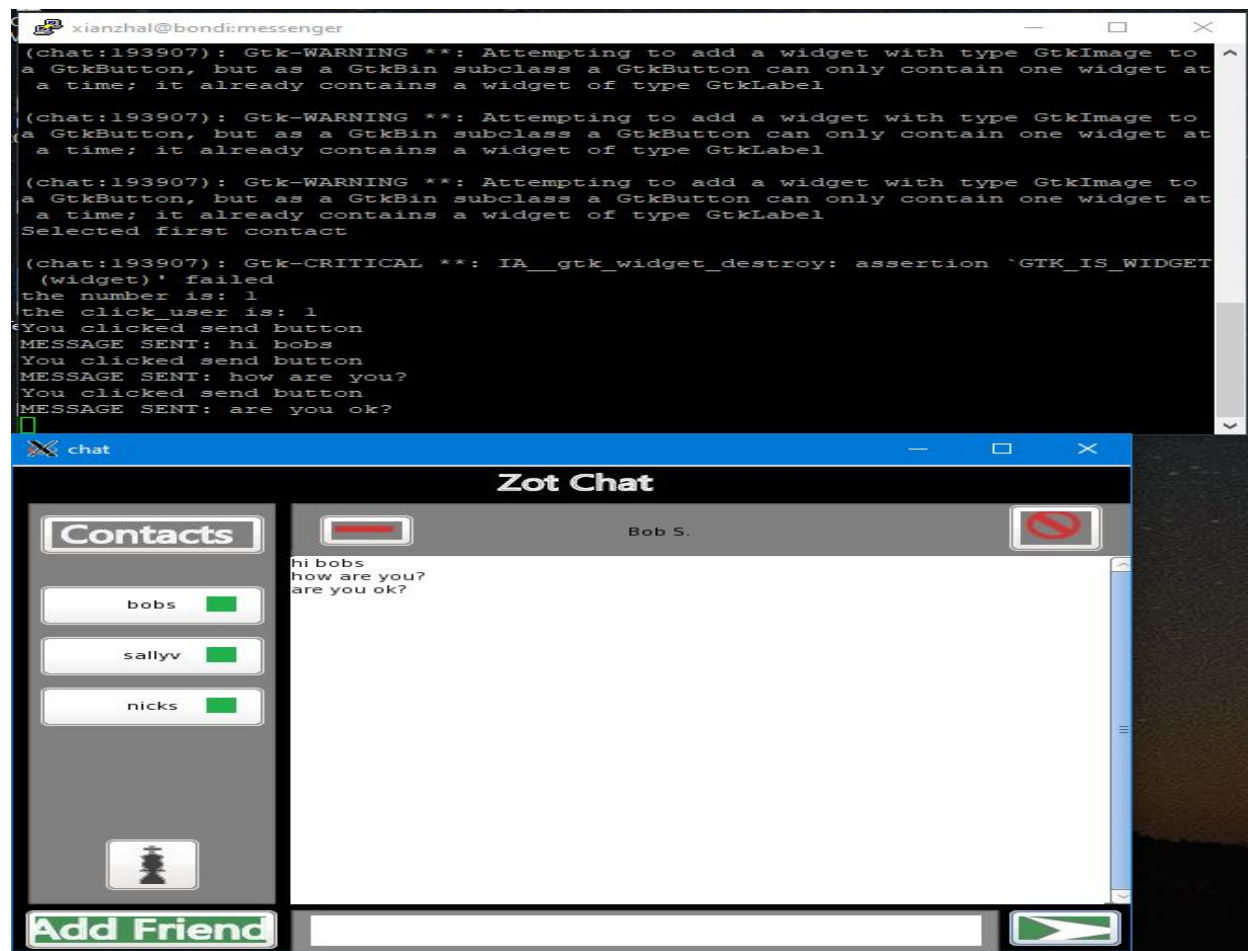 xianzhal@bondi:messenger
(chat:193907): Gtk-WARNING **: Attempting to add a widget with type GtkImage to
a GtkButton, but as a GtkBin subclass a GtkButton can only contain one widget at
a time; it already contains a widget of type GtkLabel
(chat:193907): Gtk-WARNING **: Attempting to add a widget with type GtkImage to
a GtkButton, but as a GtkBin subclass a GtkButton can only contain one widget at
a time; it already contains a widget of type GtkLabel
(chat:193907): Gtk-WARNING **: Attempting to add a widget with type GtkImage to
a GtkButton, but as a GtkBin subclass a GtkButton can only contain one widget at
a time; it already contains a widget of type GtkLabel
Selected first contact
(chat:193907): Gtk-CRITICAL **: IA__gtk_widget_destroy: assertion `GTK_IS_WIDGET
(widget)' failed
the number is: 1
the click_user is: 1
You clicked send button
MESSAGE SENT: hi bobs
You clicked send button
MESSAGE SENT: how are you?
You clicked send button
MESSAGE SENT: are you ok?
chat
Zot Chat
Contacts
Bob S.
hi bobs
how are you?
are you ok?
bobs
sallyv
nicks
Add Friend